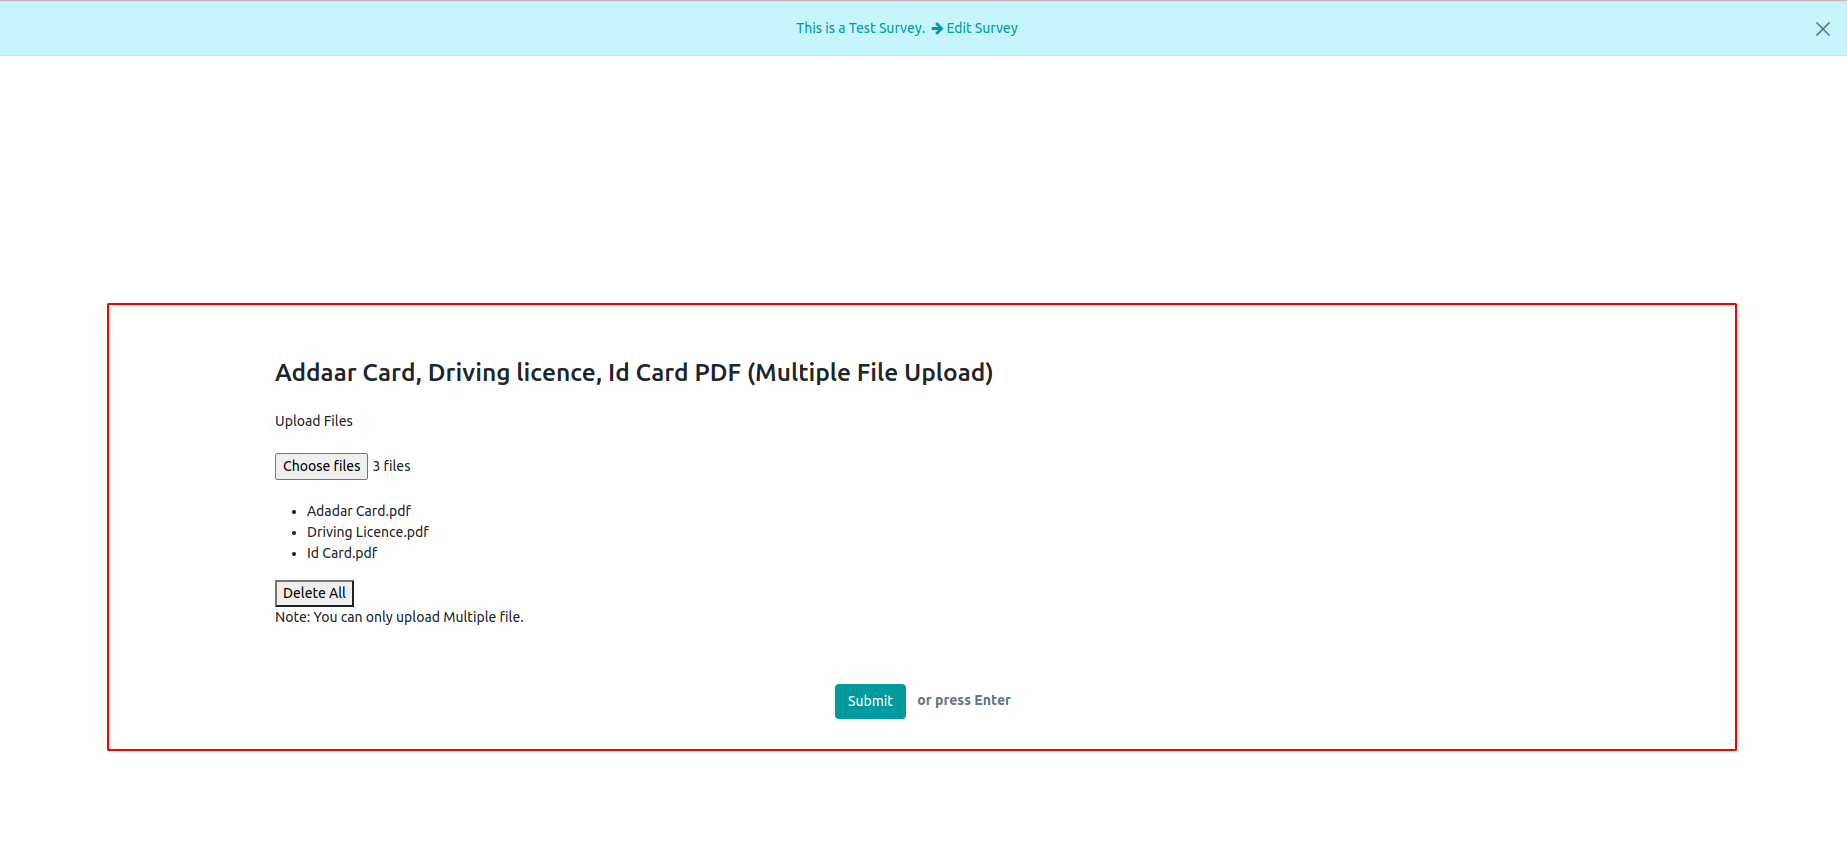 This is a Test Survey. Edit Survey
Addaar Card, Driving licence, Id Card PDF (Multiple File Upload)
Upload Files
Choose files 3 files
Adadar Card.pdf
Driving Licence.pdf
Id Card.pdf
Delete All
Note: You can only upload Multiple file.
Submit or press Enter